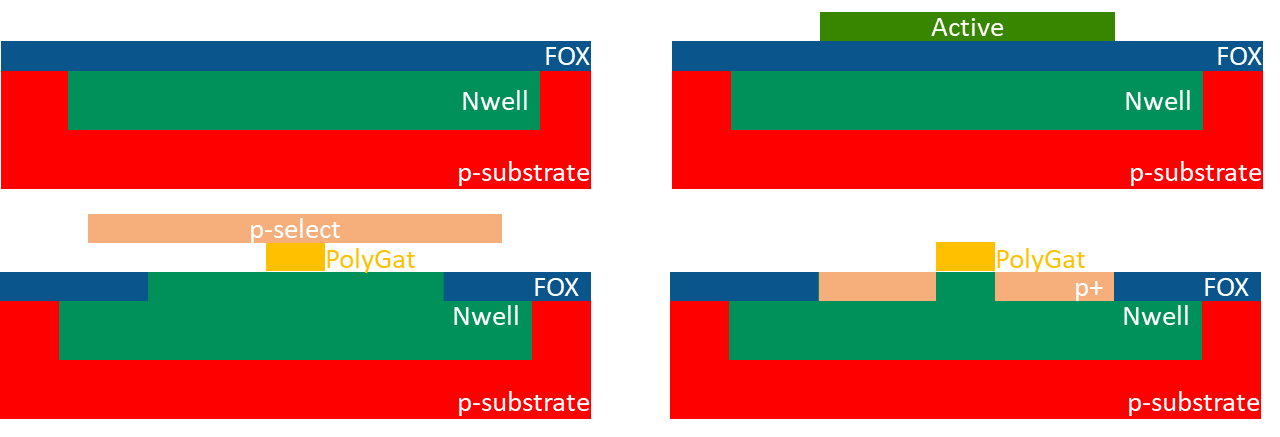 FOX
Nwell
p-substrate
Active
FOX
Nwell
p-substrate
p-select
PolyGat
FOX
Nwell
p-substrate
PolyGat
p+
FOX
Nwell
p-substrate